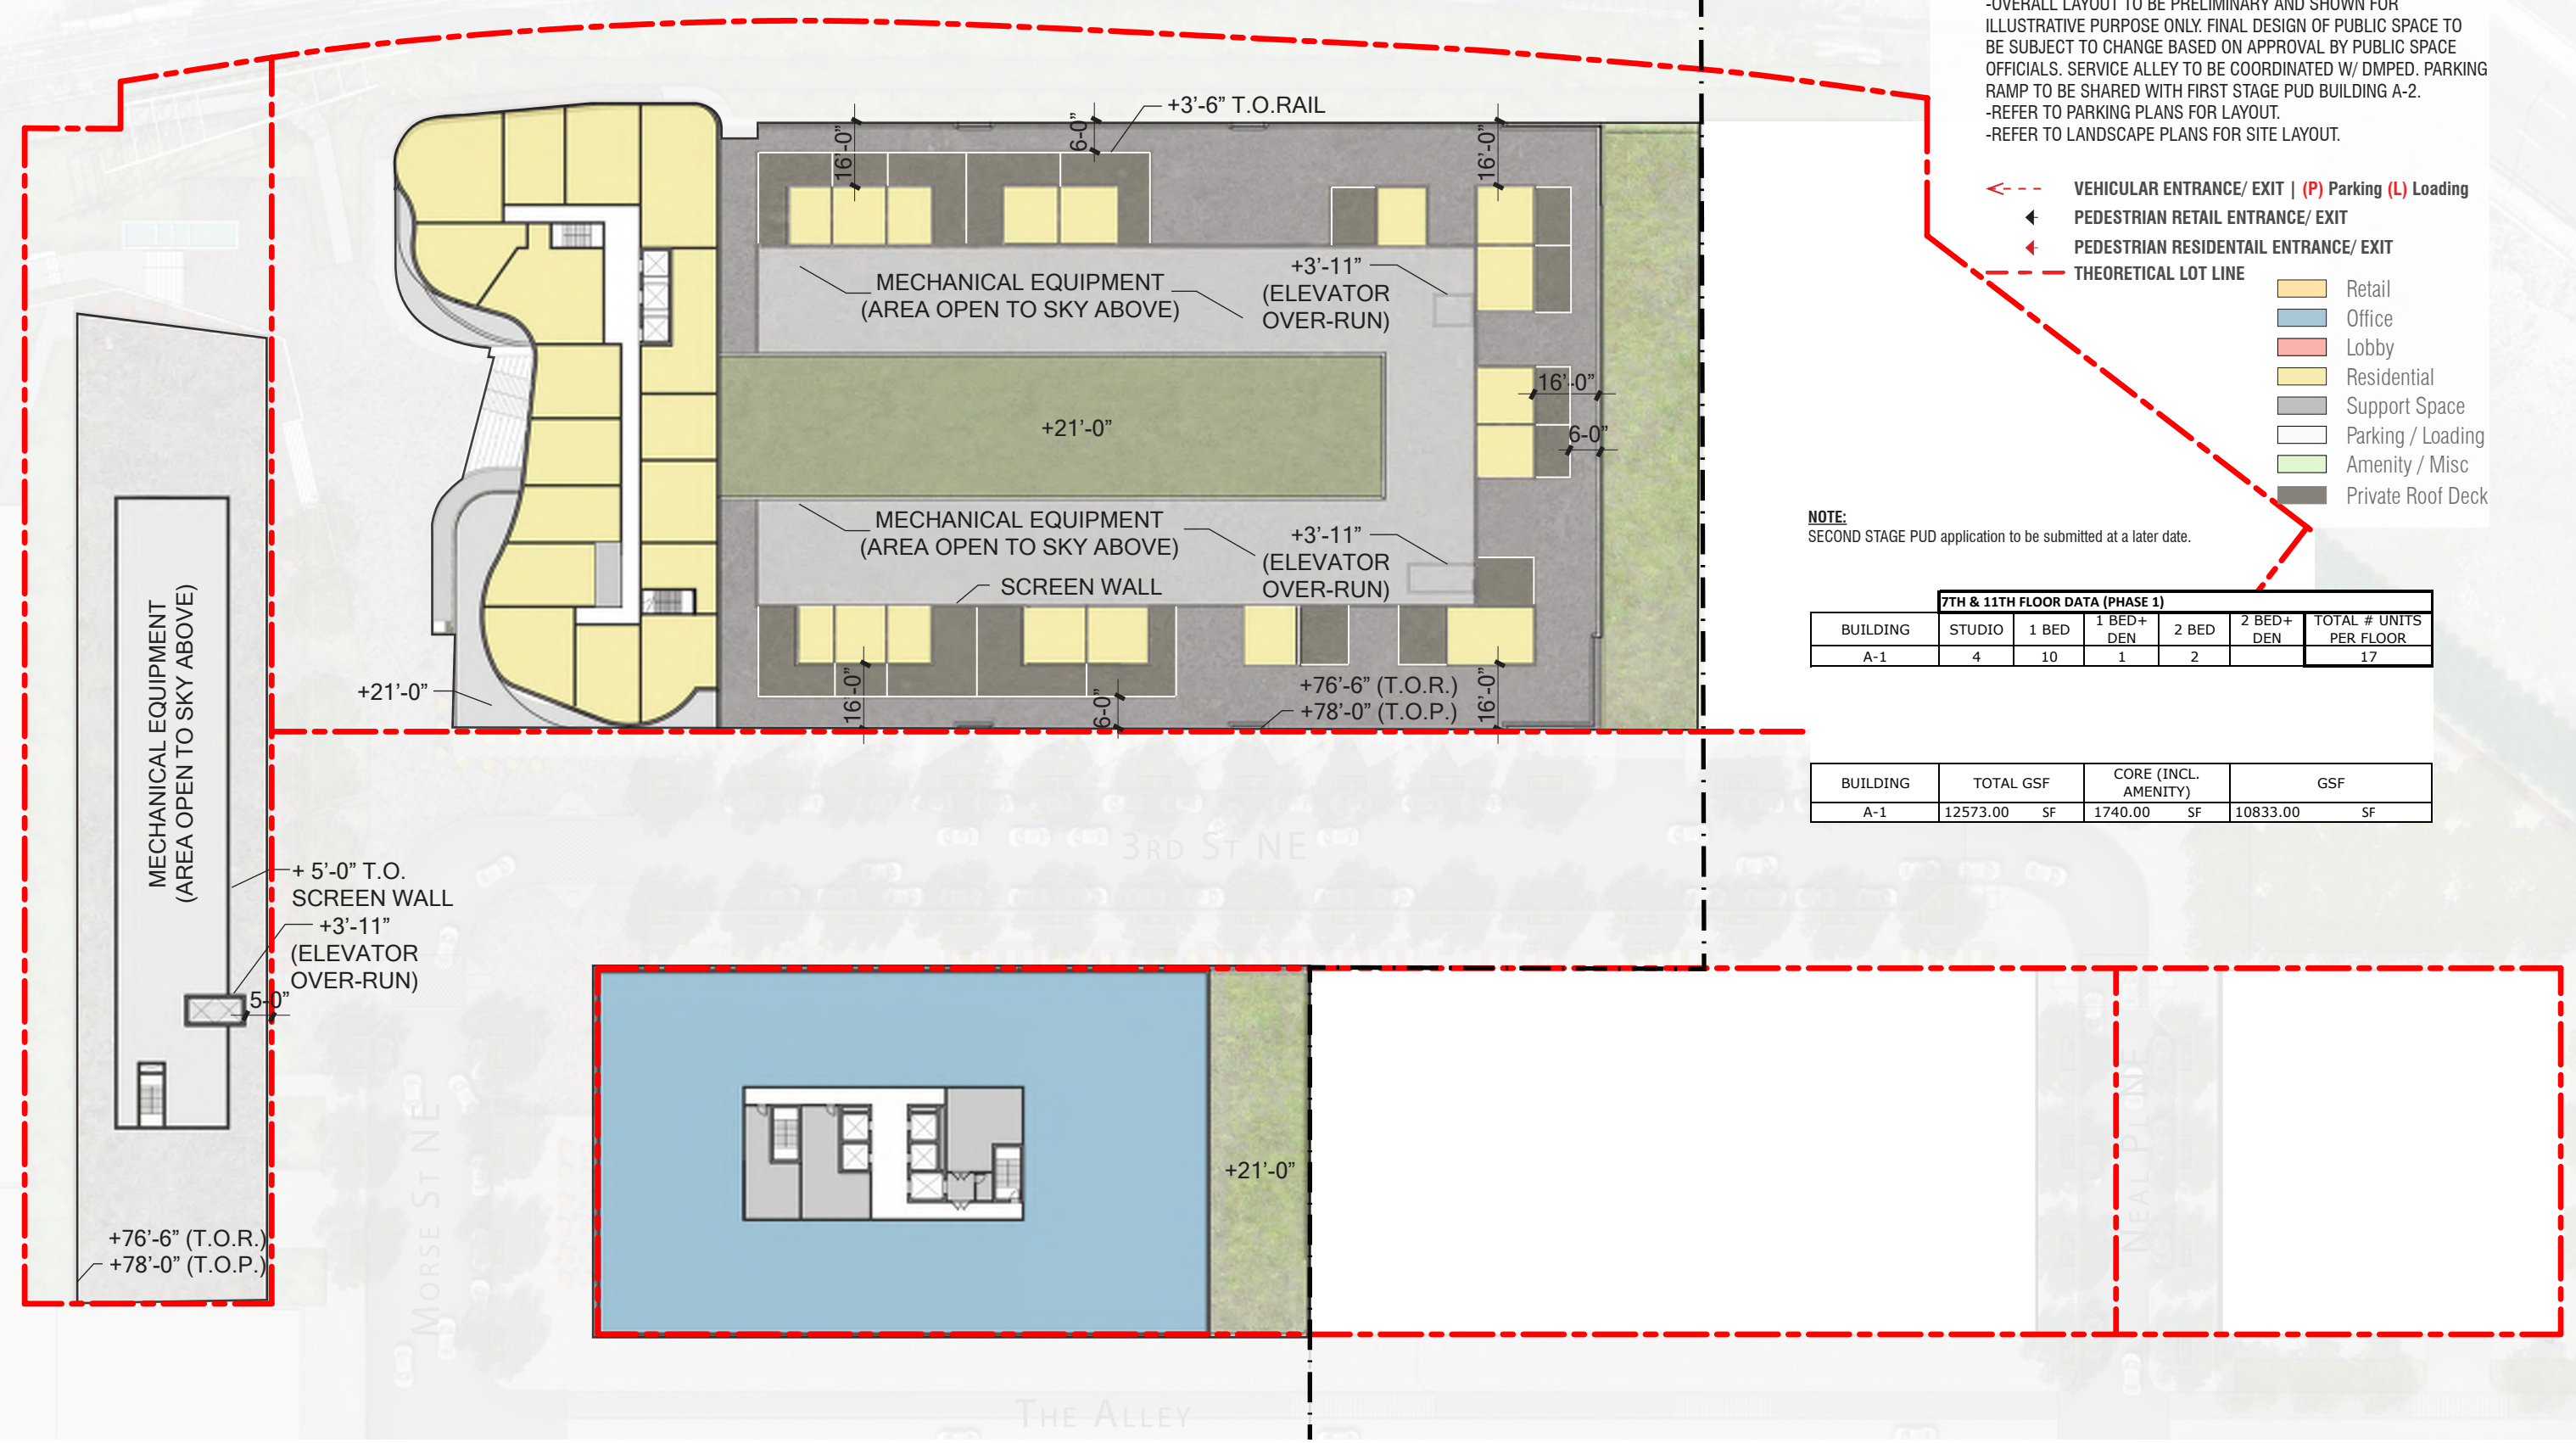 -OVERALL LAYOUT TO BE PRELIMINARY AND SHOWN FOR
ILLUSTRATIVE PURPOSE ONLY. FINAL DESIGN OF PUBLIC SPACE TO
BE SUBJECT TO CHANGE BASED ON APPROVAL BY PUBLIC SPACE
OFFICIALS. SERVICE ALLEY TO BE COORDINATED W/ DMPED. PARKING
RAMP TO BE SHARED WITH FIRST STAGE PUD BUILDING A-2.
-REFER TO PARKING PLANS FOR LAYOUT.
-REFER TO LANDSCAPE PLANS FOR SITE LAYOUT.
VEHICULAR ENTRANCE/ EXIT | (P) Parking (L) Loading
PEDESTRIAN RETAIL ENTRANCE/ EXIT
PEDESTRIAN RESIDENTAIL ENTRANCE/ EXIT
THEORETICAL LOT LINE
Retail
Office
Lobby
Residential
Support Space
Parking / Loading
Amenity / Misc
Private Roof Deck
+3'-6" T.O.RAIL
16'-0"
6-0"
16'-0"
MECHANICAL EQUIPMENT
(AREA OPEN TO SKY ABOVE)
+3'-11"
(ELEVATOR
OVER-RUN)
+21'-0"
16'-0"
6-0"
MECHANICAL EQUIPMENT
(AREA OPEN TO SKY ABOVE)
+3'-11"
(ELEVATOR
OVER-RUN)
SCREEN WALL
+21'-0"
16'-0"
6-0"
+76'-6" (T.O.R.)
+78'-0" (T.O.P.)
16'-0"
NOTE:
SECOND STAGE PUD application to be submitted at a later date.
7TH & 11TH FLOOR DATA (PHASE 1)
BUILDING STUDIO 1 BED 1 BED+ DEN 2 BED 2 BED+ DEN TOTAL # UNITS PER FLOOR
A-1 4 10 1 2 17
BUILDING TOTAL GSF CORE (INCL. AMENITY) GSF
A-1 12573.00 SF 1740.00 SF 10833.00 SF
MECHANICAL EQUIPMENT
(AREA OPEN TO SKY ABOVE)
+ 5'-0" T.O.
SCREEN WALL
+3'-11"
(ELEVATOR
OVER-RUN)
5-0"
+76'-6" (T.O.R.)
+78'-0" (T.O.P.)
3RD ST NE
MORSE ST NE
+21'-0"
NEAL PL NE
THE ALLEY